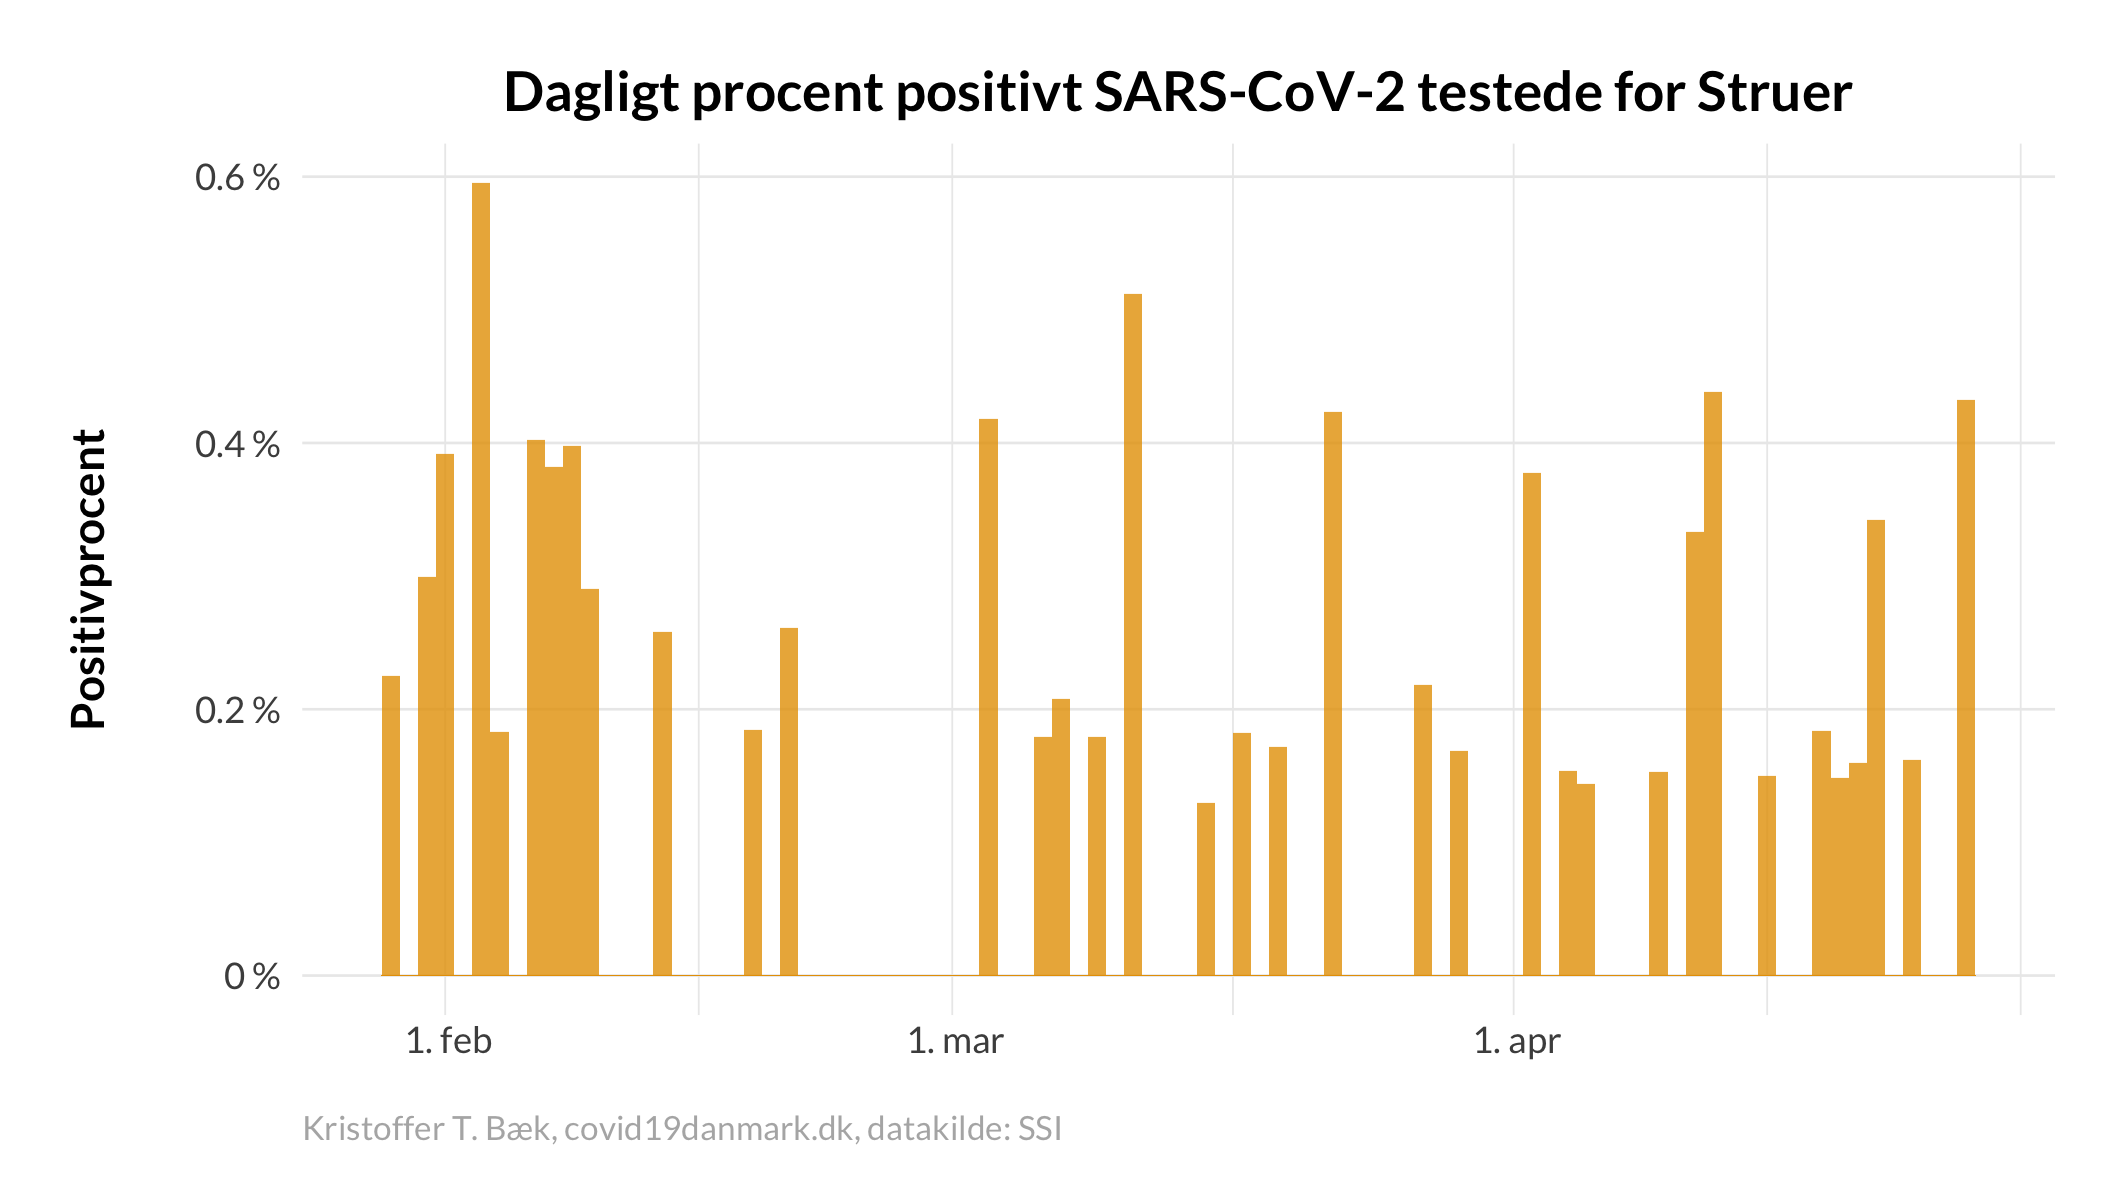 Dagligt procent positivt SARS-CoV-2 testede for Struer
Positivprocent
0.6 %
0.4 %
0.2 %
0 %
1. feb
1. mar
1. apr
Kristoffer T. Bæk, covid19danmark.dk, datakilde: SSI